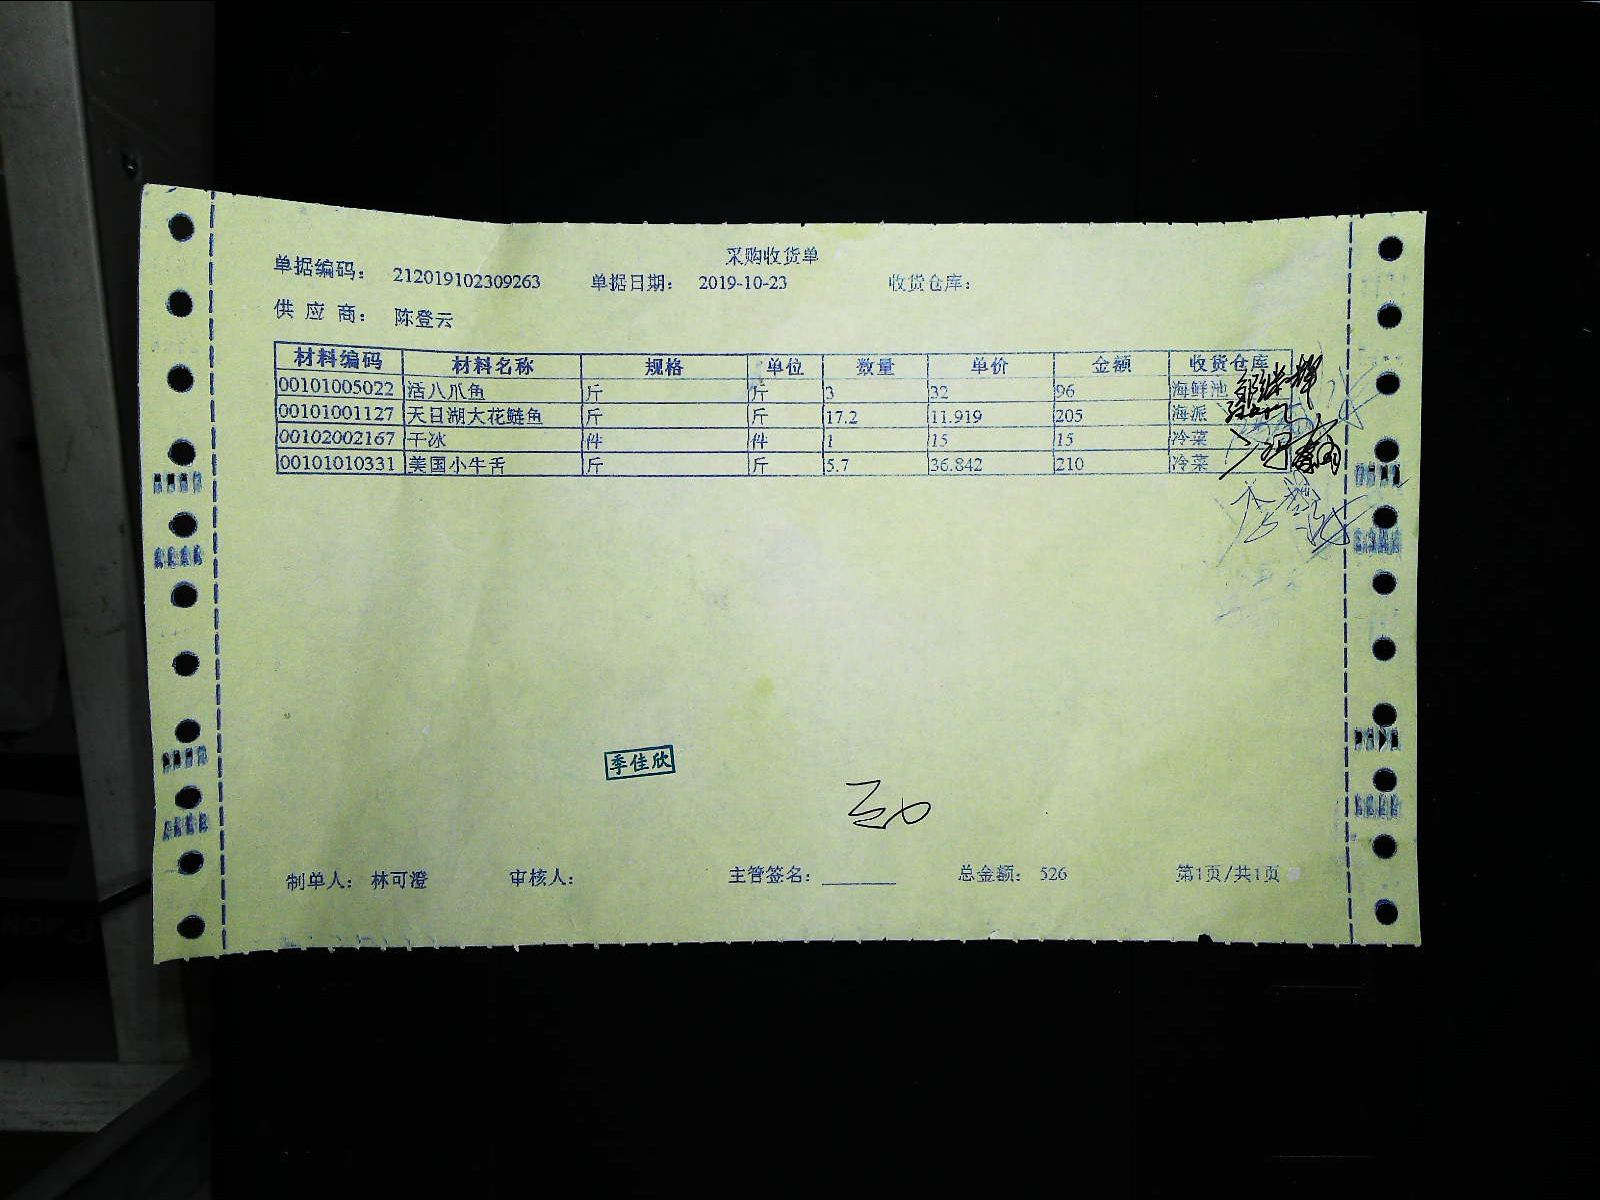 采购收货单
单据编码： 212019102309263 单据日期： 2019-10-23 收货仓库：
供 应 商： 陈登云
材料编码 材料名称 规格 单位 数量 单价 金额 收货仓库
00101005022 活八爪鱼 斤 斤 3 32 96 海鲜池
00101001127 天日湖大花鲢鱼 斤 斤 17.2 11.919 205 海派
00102002167 干冰 件 件 1 15 15 冷菜
00101010331 美国小牛舌 斤 斤 5.7 36.842 210 冷菜
季佳欣
制单人： 林可澄 审核人： 主管签名： 总金额： 526 第1页/共1页